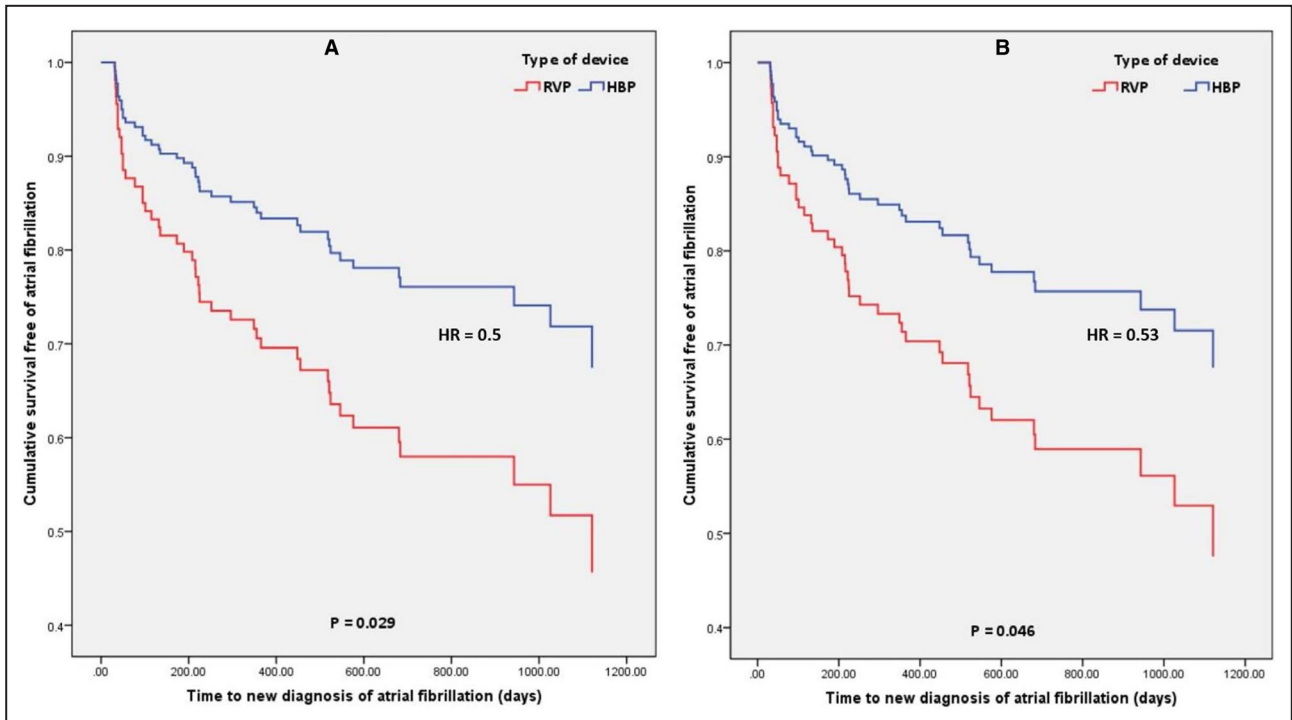 A
Type of device
RVP HBP
1.0
0.9
0.8
0.7
0.6
0.5
0.4
Cumulative survival free of atrial fibrillation
HR = 0.5
P = 0.029
.00 200.00 400.00 600.00 800.00 1000.00 1200.00
Time to new diagnosis of atrial fibrillation (days)
B
Type of device
RVP HBP
1.0
0.9
0.8
0.7
0.6
0.5
0.4
Cumulative survival free of atrial fibrillation
HR = 0.53
P = 0.046
.00 200.00 400.00 600.00 800.00 1000.00 1200.00
Time to new diagnosis of atrial fibrillation (days)